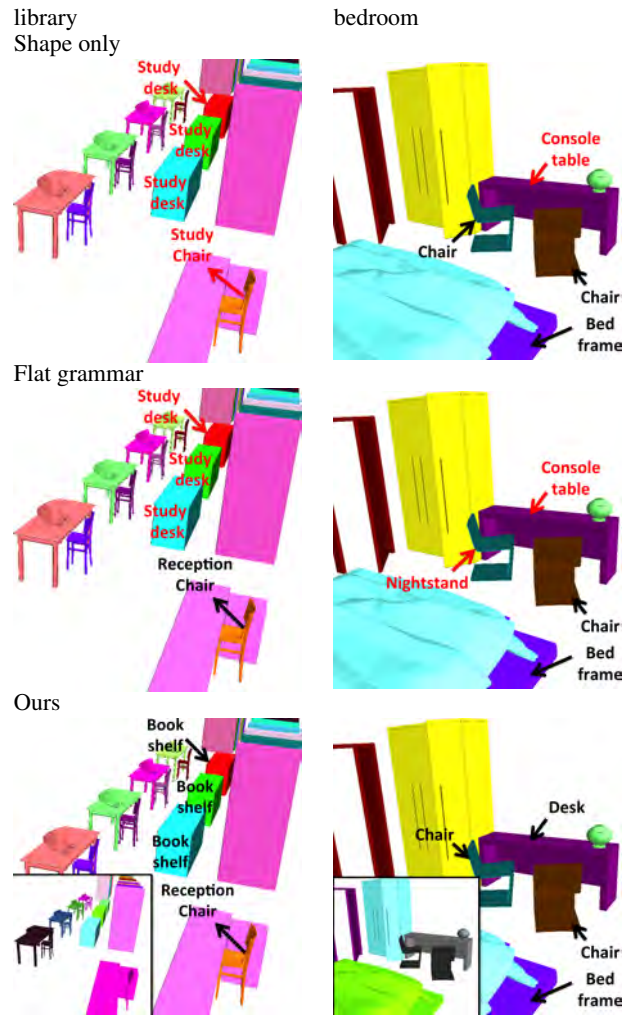 library
bedroom
Shape only
Study
desk
Study
desk
Study
desk
Study
Chair
Console
table
Chair
Chair
Bed
frame
Flat grammar
Study
desk
Study
desk
Study
desk
Reception
Chair
Console
table
Nightstand
Chair
Bed
frame
Ours
Book
shelf
Book
shelf
Book
shelf
Reception
Chair
Desk
Chair
Chair
Bed
frame